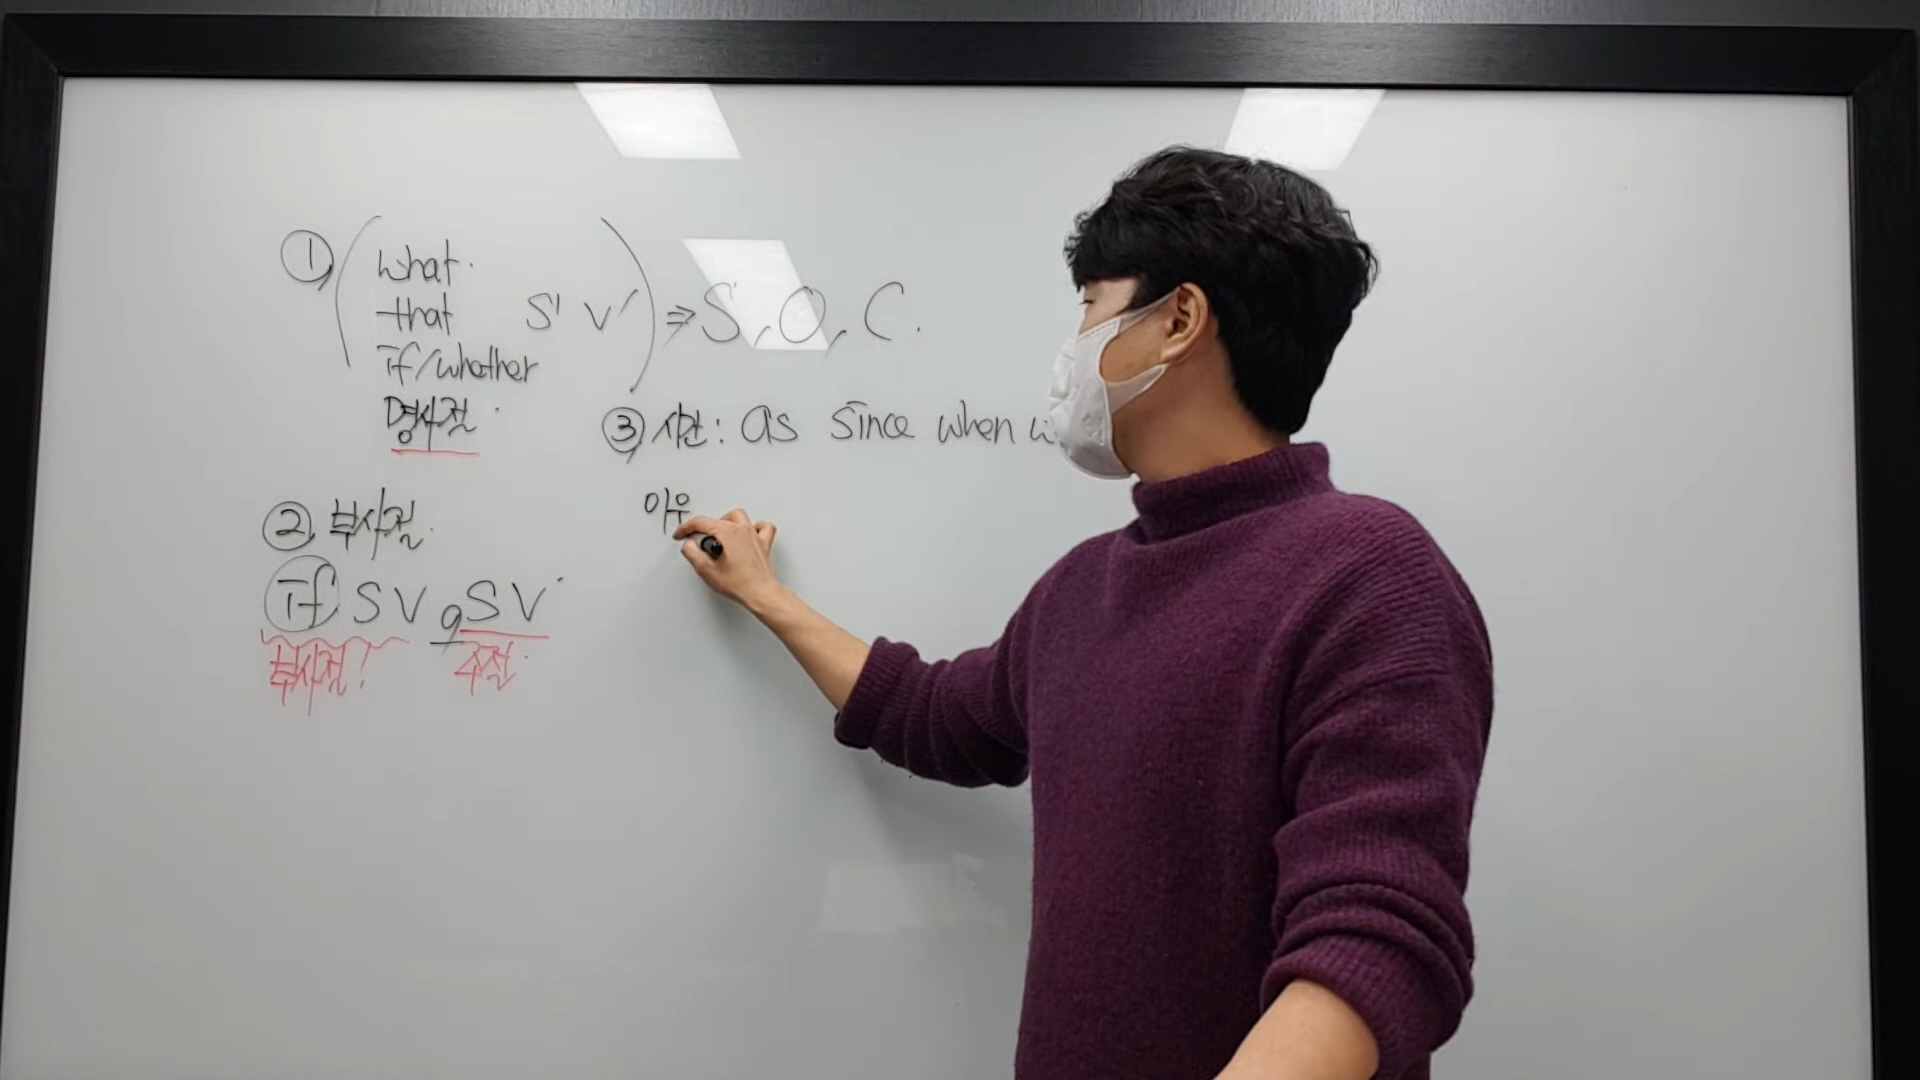 ① what.
that S' V' ⇒ S, O, C.
if/whether
명사절.
③ 시간: as since when
이유
② 부사절.
if S V, S V.
부사절! 주절.